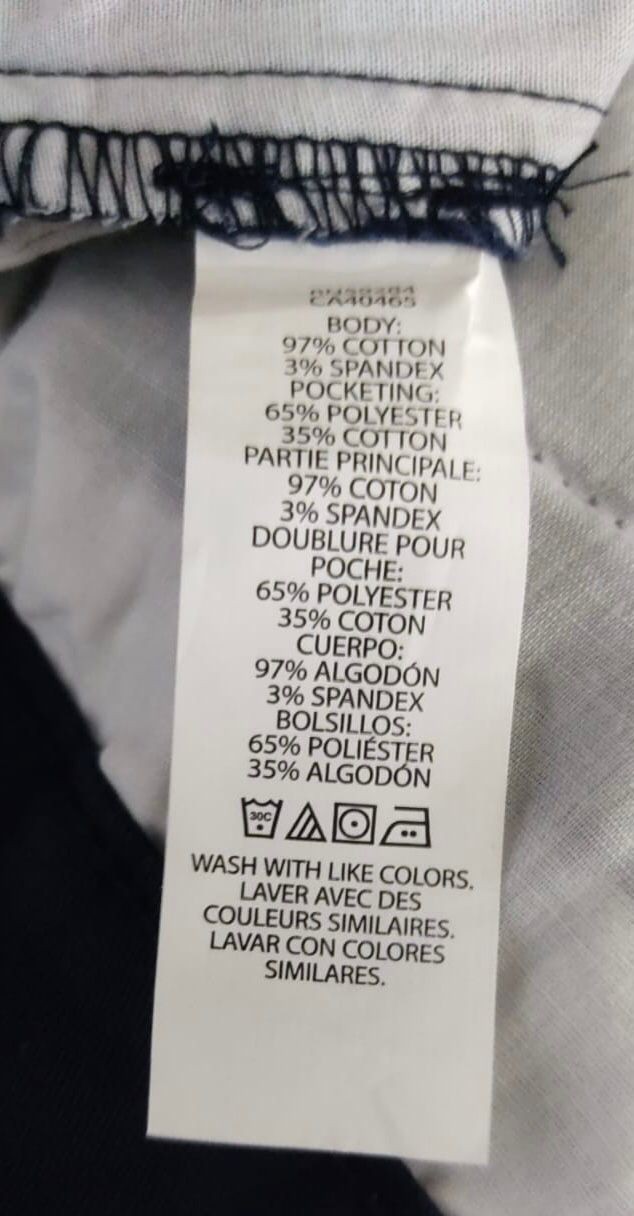 CA40465
BODY:
97% COTTON
3% SPANDEX
POCKETING:
65% POLYESTER
35% COTTON
PARTIE PRINCIPALE:
97% COTON
3% SPANDEX
DOUBLURE POUR
POCHE:
65% POLYESTER
35% COTON
CUERPO:
97% ALGODÓN
3% SPANDEX
BOLSILLOS:
65% POLIÉSTER
35% ALGODÓN
30C
WASH WITH LIKE COLORS.
LAVER AVEC DES
COULEURS SIMILAIRES.
LAVAR CON COLORES
SIMILARES.